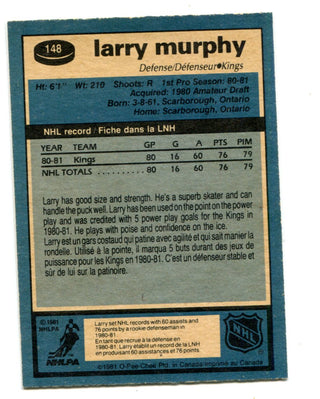 148
larry murphy
Defense/Défenseur●Kings
Ht: 6'1" Wt: 210 Shoots: R 1st Pro Season: 80-81
Acquired: 1980 Amateur Draft
Born: 3-8-61, Scarborough, Ontario
Home: Scarborough, Ontario
NHL record / Fiche dans la LNH
YEAR TEAM GP G A PTS PIM
80-81 Kings 80 16 60 76 79
NHL TOTALS 80 16 60 76 79
Larry has good size and strength. He's a superb skater and can
handle the puck well. Larry has been used on the point on the power
play and was credited with 5 power play goals for the Kings in
1980-81. He plays with poise and confidence on the ice.
Larry est un gars costaud qui patine avec agilité et qui sait manier la
rondelle. Utilisé à la pointe, il marqua 5 buts durant des jeux de
puissance pour les Kings en 1980-81. C'est un défenseur stable et
sûr de lui sur la patinoire.
©1981
NHLPA
NHLPA
Larry set NHL records with 60 assists and
76 points by a rookie defenseman in
1980-81.
En tant que recrue à la défense en
1980-81, Larry établit un record de la LNH
en produisant 60 assistances et 76 points.
NHL
©1981 O-Pee-Chee Ptd. in Canada Imprimé au Canada